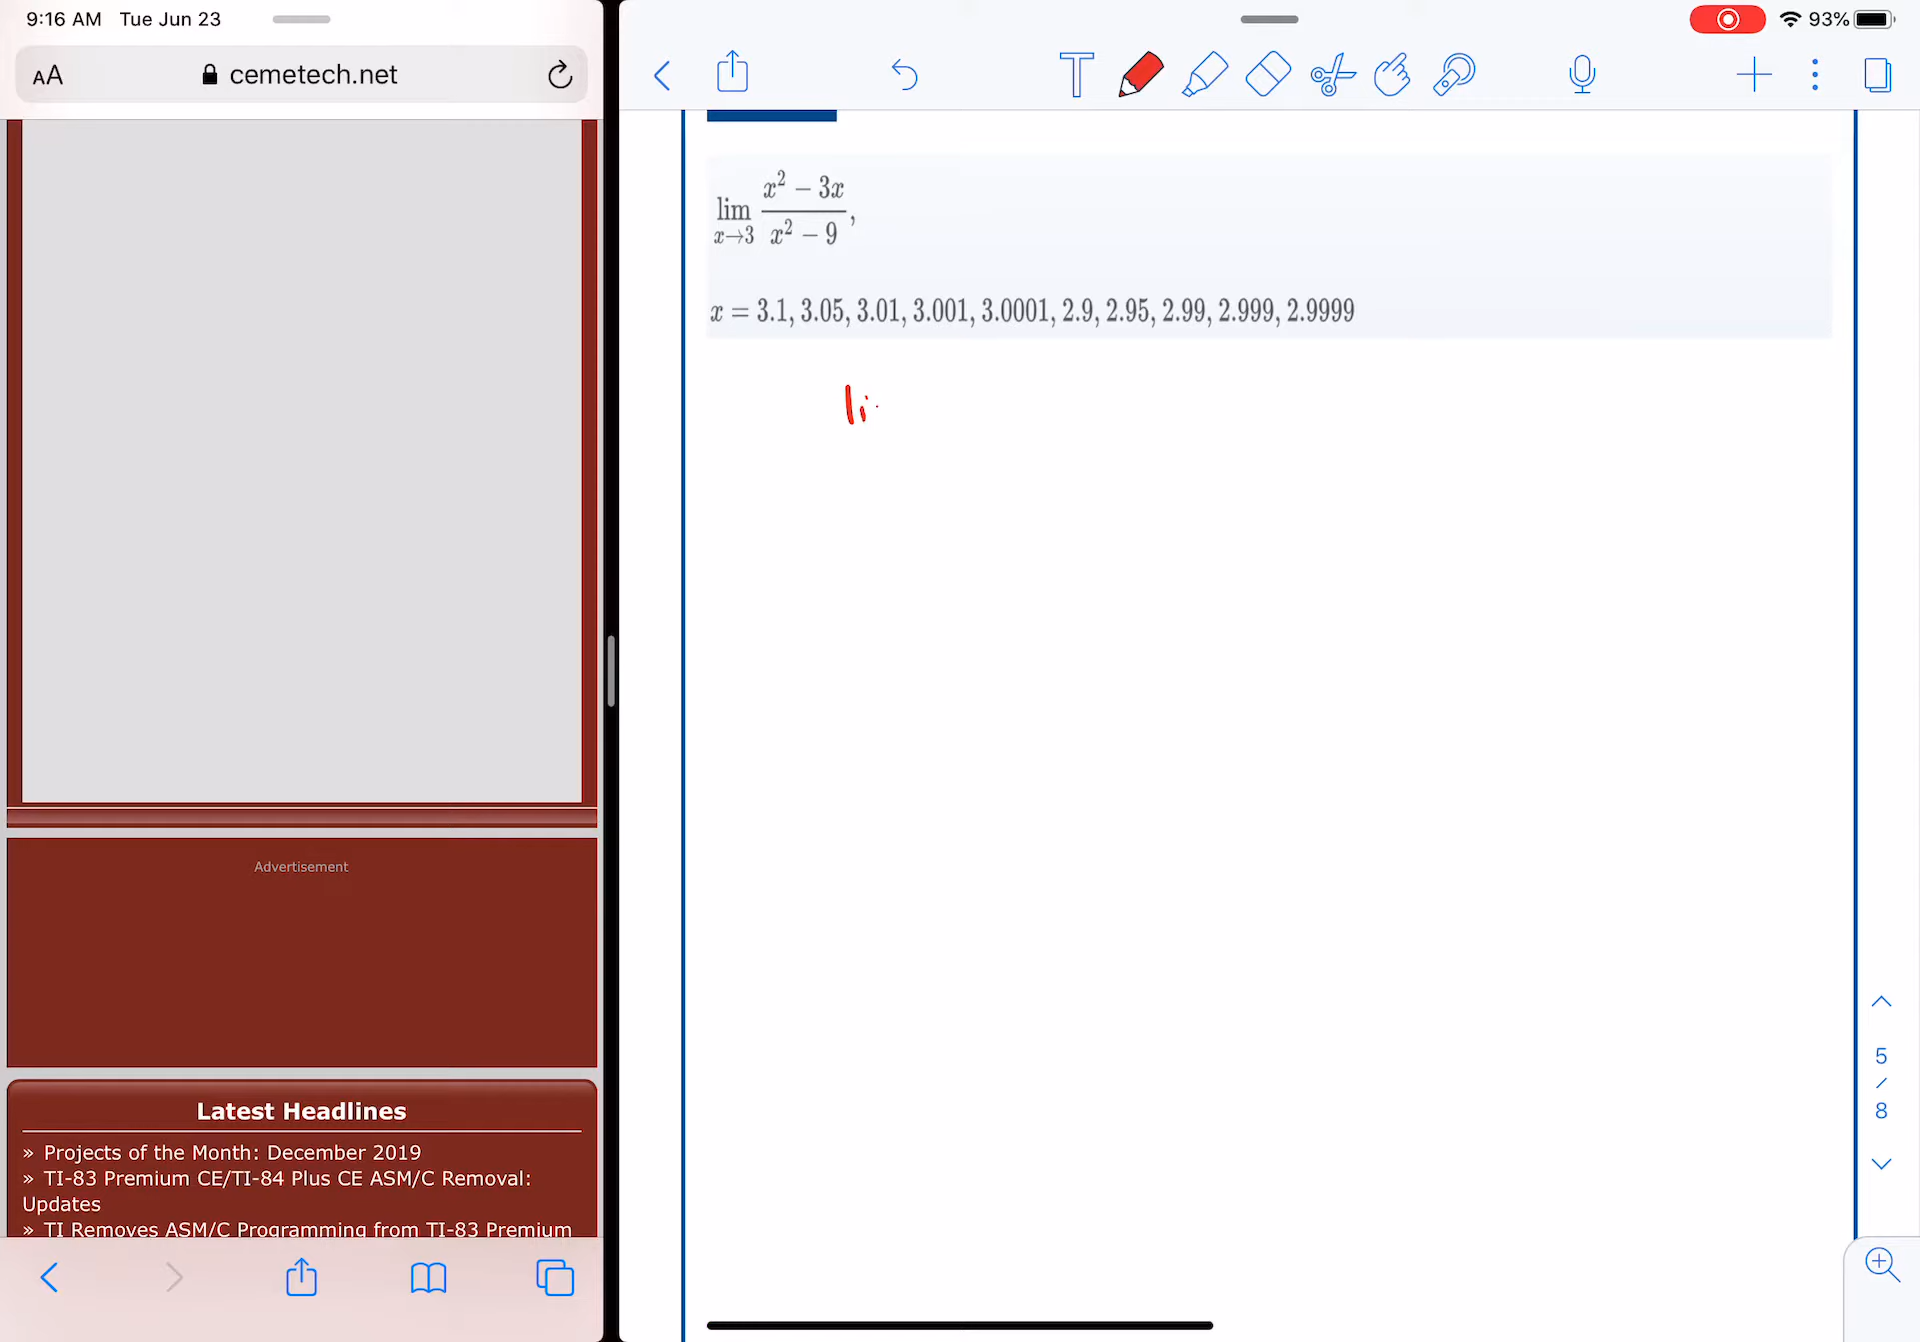 9:16 AM Tue Jun 23
AA cemetech.net
Advertisement
Latest Headlines
» Projects of the Month: December 2019
» TI-83 Premium CE/TI-84 Plus CE ASM/C Removal:
Updates
» TI Removes ASM/C Programming from TI-83 Premium
93%
T
lim x→3 (x² − 3x)/(x² − 9),
x = 3.1, 3.05, 3.01, 3.001, 3.0001, 2.9, 2.95, 2.99, 2.999, 2.9999
li
5
/
8